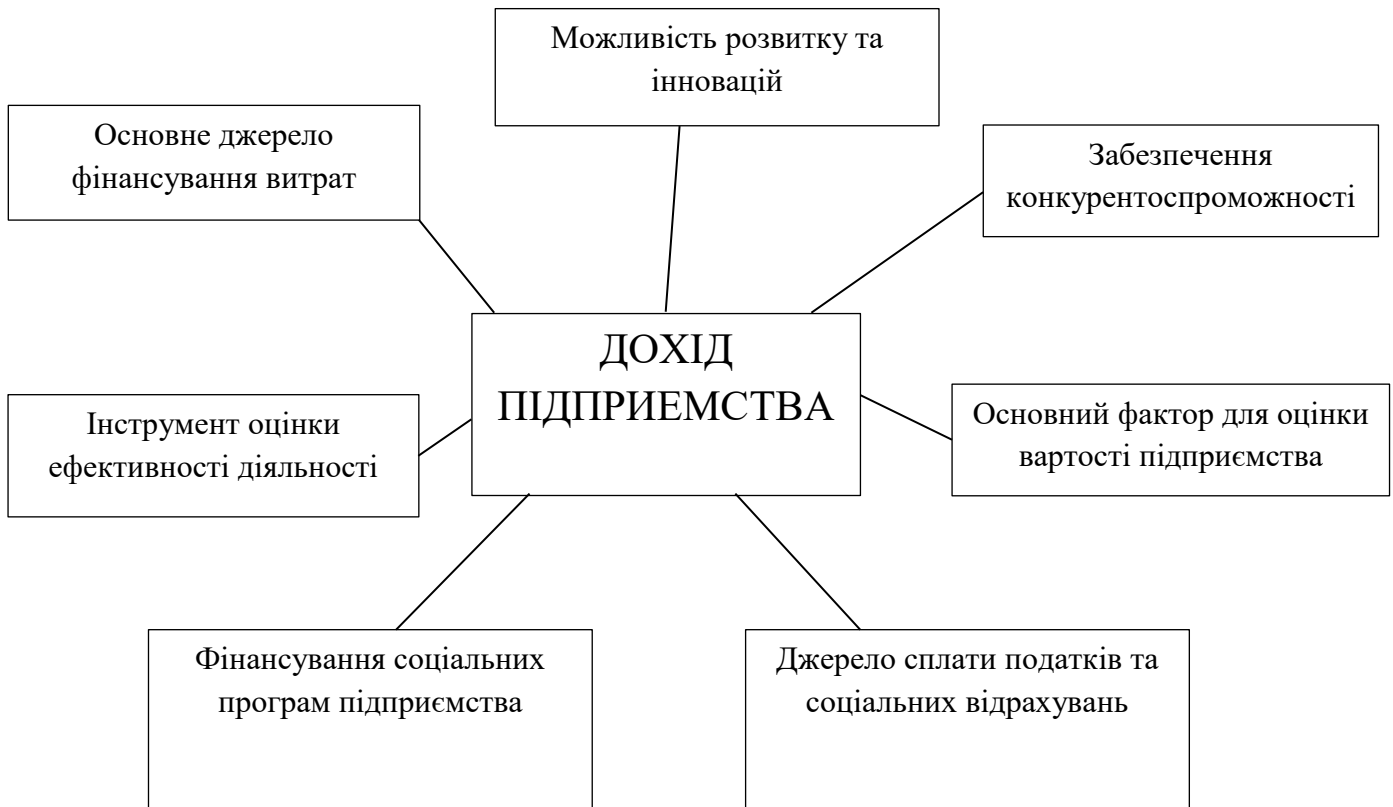 Можливість розвитку та
інновацій
Основне джерело
фінансування витрат
Забезпечення
конкурентоспроможності
ДОХІД
ПІДПРИЕМСТВА
Інструмент оцінки
ефективності діяльності
Основний фактор для оцінки
вартості підприємства
Фінансування соціальних
програм підприємства
Джерело сплати податків та
соціальних відрахувань